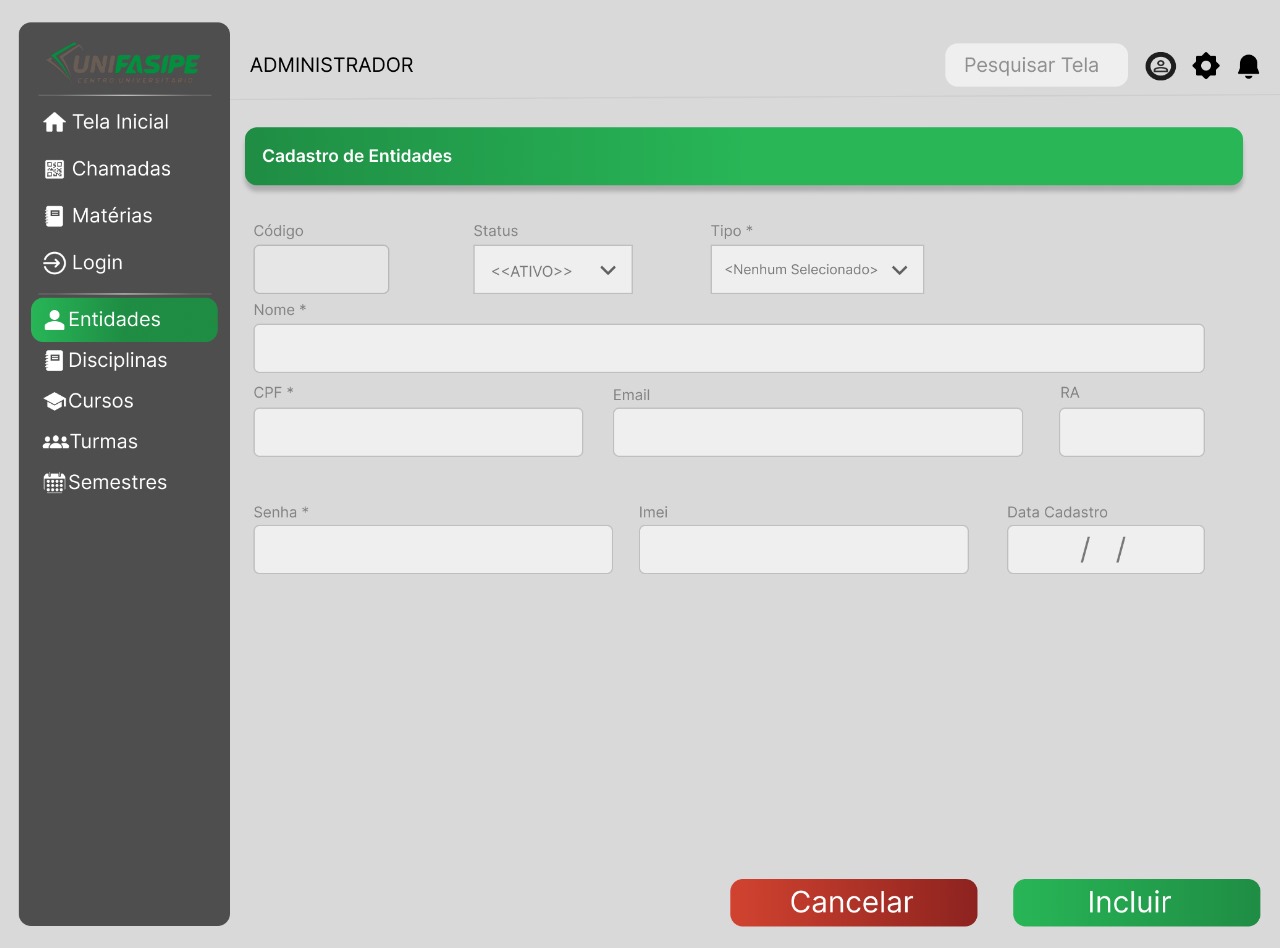 UNIFASIPE
CENTRO UNIVERSITÁRIO
ADMINISTRADOR
Pesquisar Tela
Tela Inicial
Chamadas
Matérias
Login
Entidades
Disciplinas
Cursos
Turmas
Semestres
Cadastro de Entidades
Código
Status
Tipo *
<<ATIVO>>
<Nenhum Selecionado>
Nome *
CPF *
Email
RA
Senha *
Imei
Data Cadastro
/ /
Cancelar
Incluir